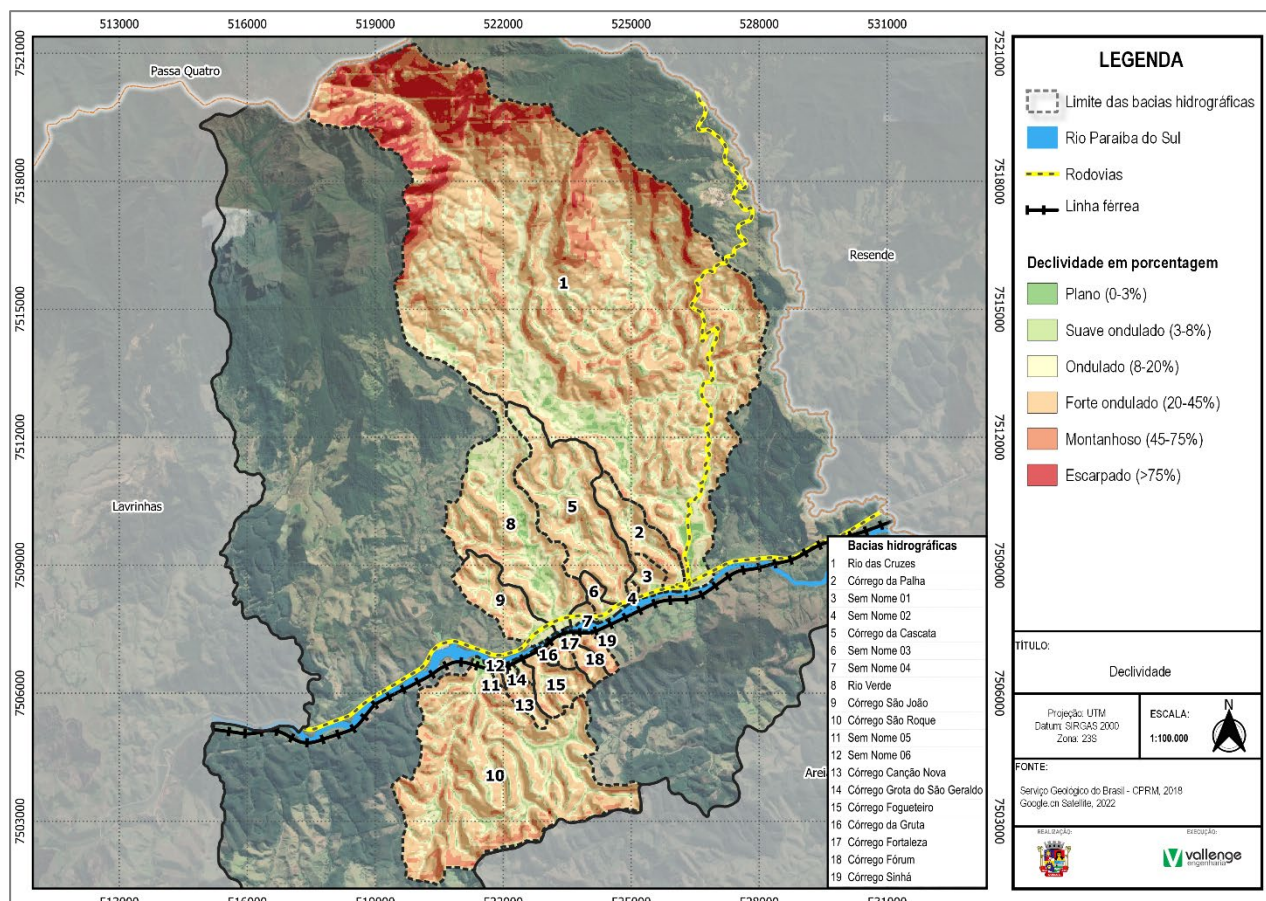 513000 516000 519000 522000 525000 528000 531000
7521000
7518000
7515000
7512000
7509000
7506000
7503000
Passa Quatro
Resende
Lavrinhas
1
5
2
8
3
6
9
4
7
17
19
16
18
12
14
11
15
13
10
7521000
7518000
7515000
7512000
7509000
7506000
7503000
Bacias hidrográficas
1 Rio das Cruzes
2 Córrego da Palha
3 Sem Nome 01
4 Sem Nome 02
5 Córrego da Cascata
6 Sem Nome 03
7 Sem Nome 04
8 Rio Verde
9 Córrego São João
10 Córrego São Roque
11 Sem Nome 05
12 Sem Nome 06
13 Córrego Canção Nova
14 Córrego Grota do São Geraldo
15 Córrego Fogueteiro
16 Córrego da Gruta
17 Córrego Fortaleza
18 Córrego Fórum
19 Córrego Sinhá
LEGENDA
Limite das bacias hidrográficas
Rio Paraiba do Sul
Rodovias
Linha férrea
Declividade em porcentagem
Plano (0-3%)
Suave ondulado (3-8%)
Ondulado (8-20%)
Forte ondulado (20-45%)
Montanhoso (45-75%)
Escarpado (>75%)
TÍTULO:
Declividade
Projeção: UTM
Datum: SIRGAS 2000
Zona: 23S
ESCALA:
1:100.000
N
FONTE:
Serviço Geológico do Brasil - CPRM, 2018
Google.cn Satellite, 2022
REALIZAÇÃO:
EXECUÇÃO:
vallenge
engenharia